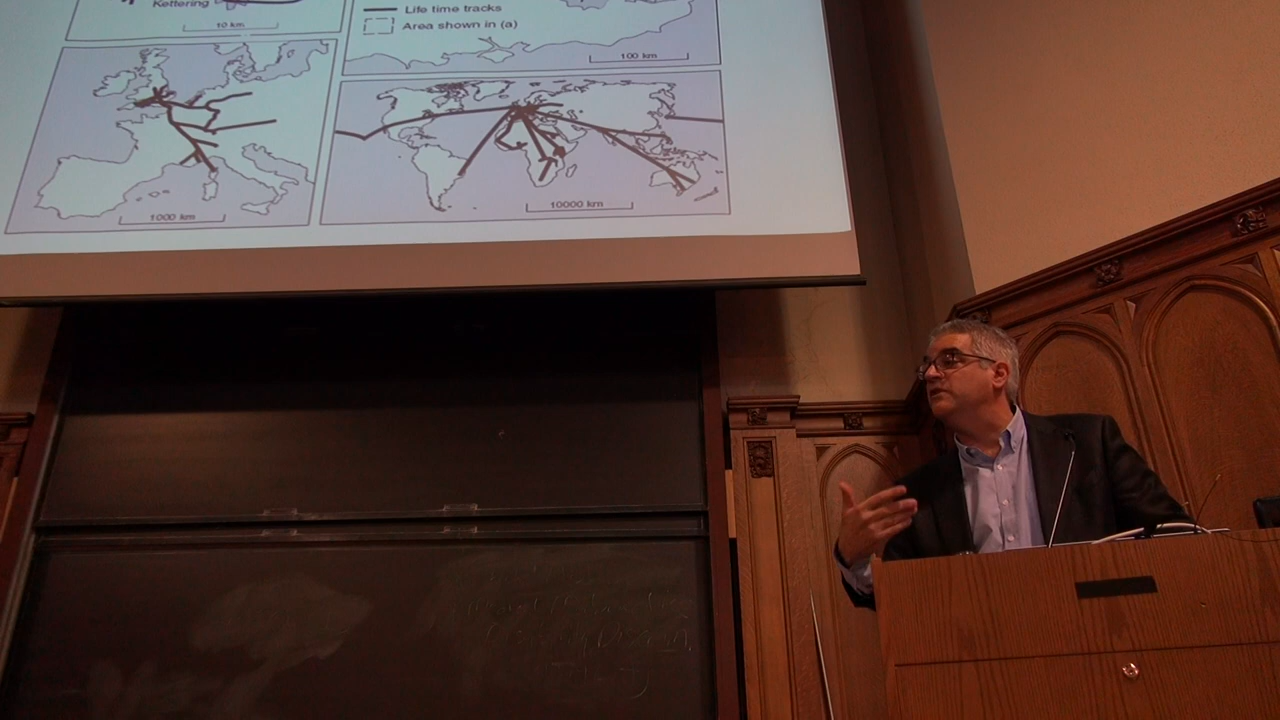 Kettering
10 km
Life time tracks
Area shown in (a)
100 km
1000 km
10000 km